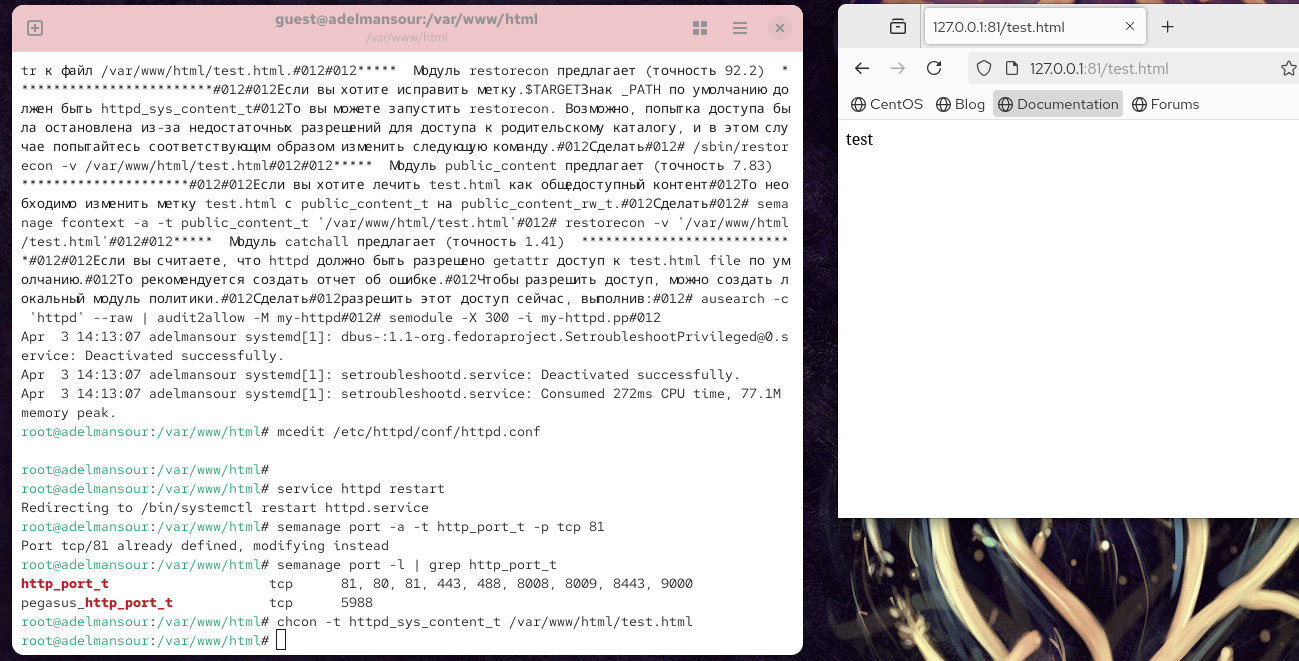 guest@adelmansour:/var/www/html
/var/www/html
tr к файл /var/www/html/test.html.#012#012*****  Модуль restorecon предлагает (точность 92.2)  *
************************#012#012Если вы хотите исправить метку.$TARGETЗнак _PATH по умолчанию до
лжен быть httpd_sys_content_t#012То вы можете запустить restorecon. Возможно, попытка доступа бы
ла остановлена из-за недостаточных разрешений для доступа к родительскому каталогу, и в этом слу
чае попытайтесь соответствующим образом изменить следующую команду.#012Сделать#012# /sbin/restor
econ -v /var/www/html/test.html#012#012*****  Модуль public_content предлагает (точность 7.83)
*********************#012#012Если вы хотите лечить test.html как общедоступный контент#012То нео
бходимо изменить метку test.html с public_content_t на public_content_rw_t.#012Сделать#012# sema
nage fcontext -a -t public_content_t '/var/www/html/test.html'#012# restorecon -v '/var/www/html
/test.html'#012#012*****  Модуль catchall предлагает (точность 1.41)  **************************
*#012#012Если вы считаете, что httpd должно быть разрешено getattr доступ к test.html file по ум
олчанию.#012То рекомендуется создать отчет об ошибке.#012Чтобы разрешить доступ, можно создать л
окальный модуль политики.#012Сделать#012разрешить этот доступ сейчас, выполнив:#012# ausearch -c
 'httpd' --raw | audit2allow -M my-httpd#012# semodule -X 300 -i my-httpd.pp#012
Apr  3 14:13:07 adelmansour systemd[1]: dbus-:1.1-org.fedoraproject.SetroubleshootPrivileged@0.s
ervice: Deactivated successfully.
Apr  3 14:13:07 adelmansour systemd[1]: setroubleshootd.service: Deactivated successfully.
Apr  3 14:13:07 adelmansour systemd[1]: setroubleshootd.service: Consumed 272ms CPU time, 77.1M
memory peak.
root@adelmansour:/var/www/html# mcedit /etc/httpd/conf/httpd.conf
root@adelmansour:/var/www/html#
root@adelmansour:/var/www/html# service httpd restart
Redirecting to /bin/systemctl restart httpd.service
root@adelmansour:/var/www/html# semanage port -a -t http_port_t -p tcp 81
Port tcp/81 already defined, modifying instead
root@adelmansour:/var/www/html# semanage port -l | grep http_port_t
http_port_t                    tcp      81, 80, 81, 443, 488, 8008, 8009, 8443, 9000
pegasus_http_port_t            tcp      5988
root@adelmansour:/var/www/html# chcon -t httpd_sys_content_t /var/www/html/test.html
root@adelmansour:/var/www/html#
127.0.0.1:81/test.html
127.0.0.1:81/test.html
CentOS Blog Documentation Forums
test